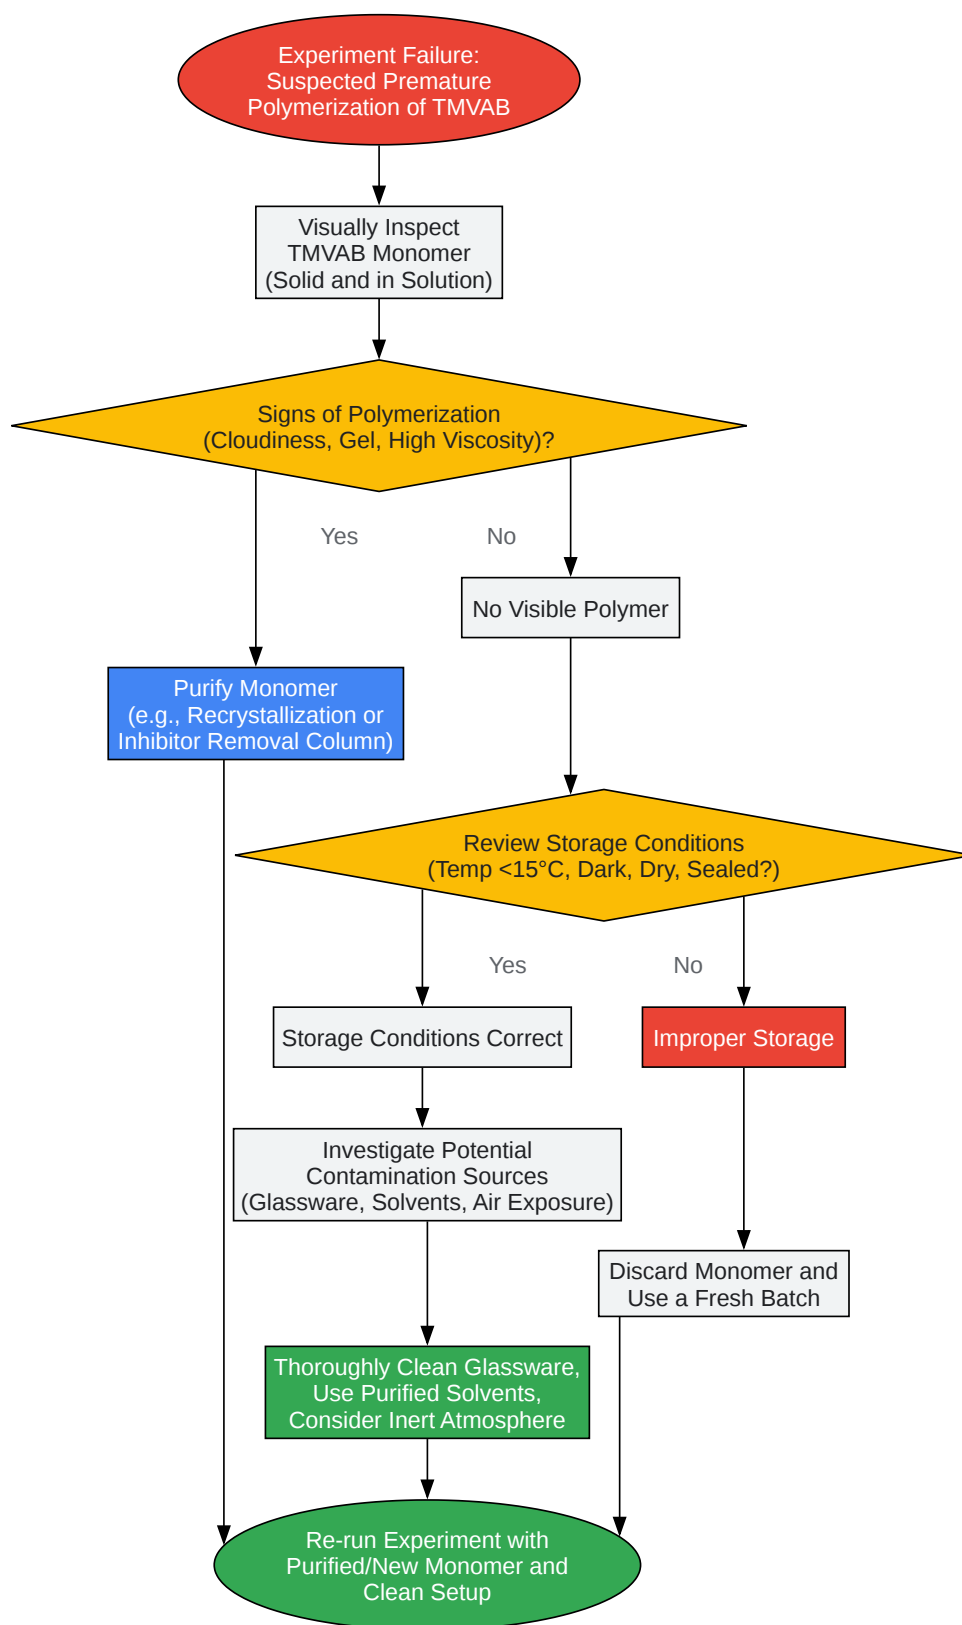 Experiment Failure:
Suspected Premature
Polymerization of TMVAB
Visually Inspect
TMVAB Monomer
(Solid and in Solution)
Signs of Polymerization
(Cloudiness, Gel, High Viscosity)?
Yes
No
No Visible Polymer
Purify Monomer
(e.g., Recrystallization or
Inhibitor Removal Column)
Review Storage Conditions
(Temp <15°C, Dark, Dry, Sealed?)
Yes
No
Storage Conditions Correct
Improper Storage
Investigate Potential
Contamination Sources
(Glassware, Solvents, Air Exposure)
Discard Monomer and
Use a Fresh Batch
Thoroughly Clean Glassware,
Use Purified Solvents,
Consider Inert Atmosphere
Re-run Experiment with
Purified/New Monomer and
Clean Setup